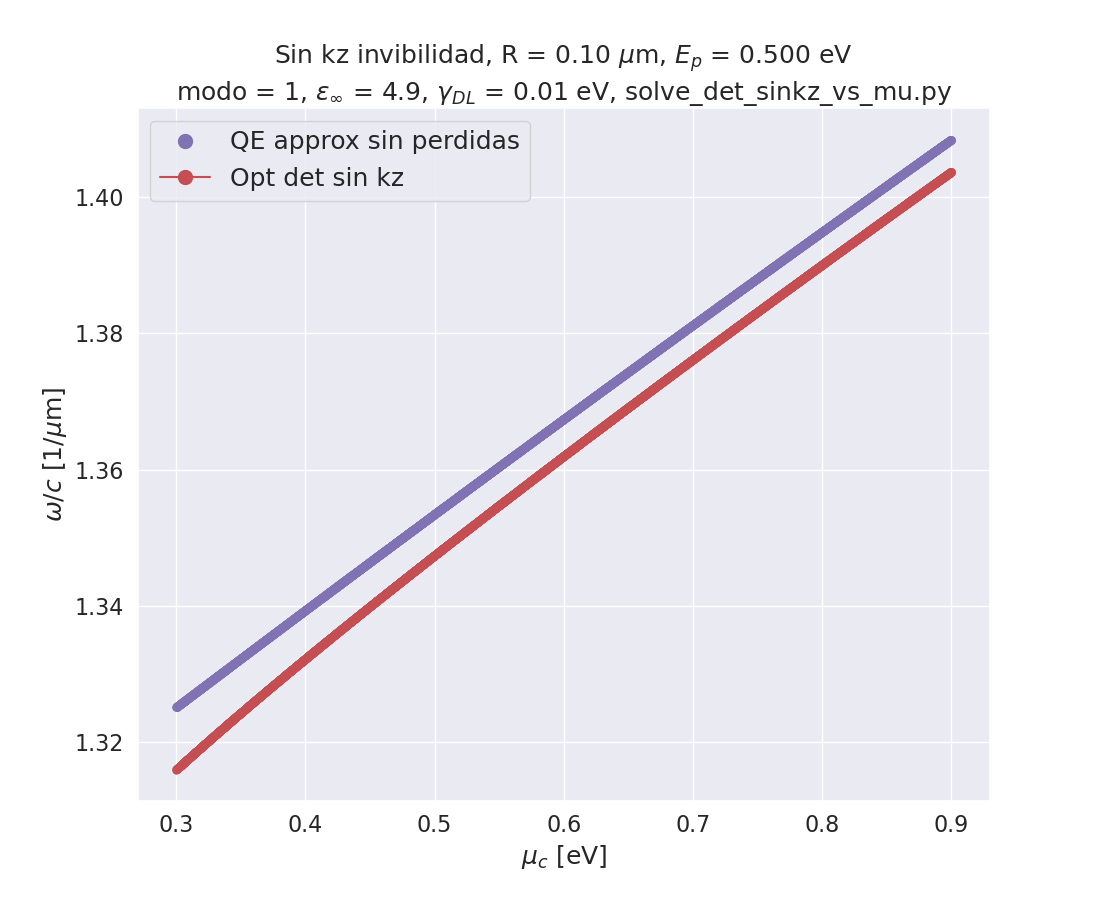 Sin kz invibilidad, R = 0.10 μm, E_p = 0.500 eV
modo = 1, ε_∞ = 4.9, γ_DL = 0.01 eV, solve_det_sinkz_vs_mu.py
QE approx sin perdidas
Opt det sin kz
1.40
1.38
1.36
1.34
1.32
ω/c [1/μm]
0.3 0.4 0.5 0.6 0.7 0.8 0.9
μ_c [eV]